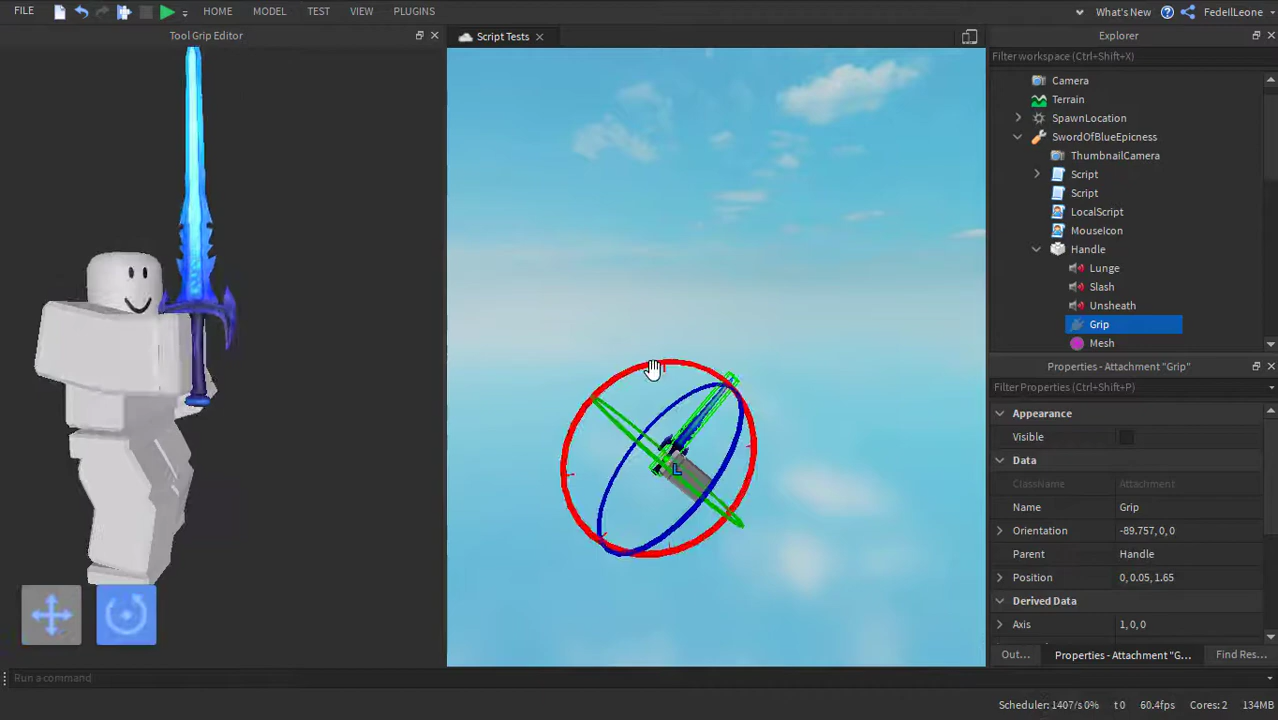 FILE HOME MODEL TEST VIEW PLUGINS What's New FedeilLeone
Tool Grip Editor
Script Tests
Explorer
Filter workspace (Ctrl+Shift+X)
Camera
Terrain
SpawnLocation
SwordOfBlueEpicness
ThumbnailCamera
Script
Script
LocalScript
MouseIcon
Handle
Lunge
Slash
Unsheath
Grip
Mesh
L
Properties - Attachment "Grip"
Filter Properties (Ctrl+Shift+P)
Appearance
Visible
Data
ClassName Attachment
Name Grip
Orientation -89.757, 0, 0
Parent Handle
Position 0, 0.05, 1.65
Derived Data
Axis 1, 0, 0
Out... Properties - Attachment "G... Find Res...
Run a command
Scheduler: 1407/s 0% t 0 60.4fps Cores: 2 134MB